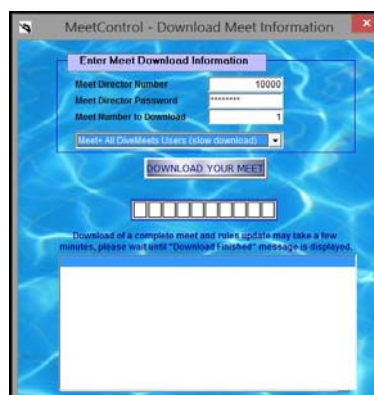 MeetControl - Download Meet Information
Enter Meet Download Information
Meet Director Number 10000
Meet Director Password ********
Meet Number to Download 1
Meet+ All DiveMeets Users (slow download)
DOWNLOAD YOUR MEET
Download of a complete meet and rules update may take a few
minutes, please wait until "Download Finished" message is displayed.